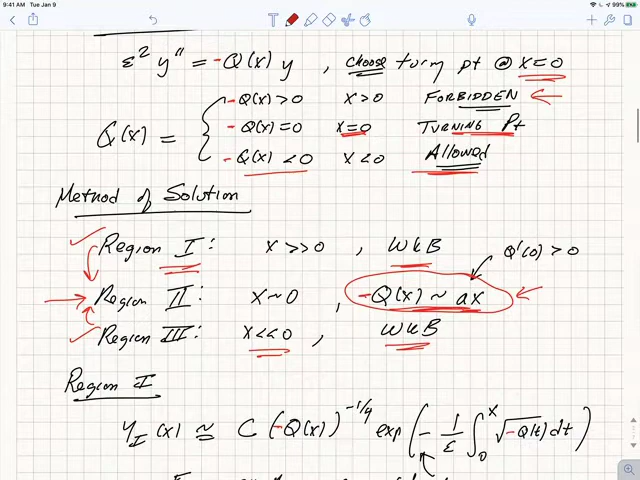 9:41 AM Tue Jan 9
99%
ε² y'' = -Q(x) y , choose turn pt @ x=0
Q(x) = { -Q(x) > 0 x > 0 FORBIDDEN
-Q(x) = 0 x = 0 TURNING Pt
-Q(x) < 0 x < 0 Allowed
Method of Solution
Region I: x >> 0 , WKB Q'(0) > 0
Region II: x ~ 0 , -Q(x) ~ ax
Region III: x << 0 , WKB
Region I
y_I (x) ≃ C (-Q(x))^{-1/4} exp(- 1/ε ∫_0^x √-Q(t) dt)